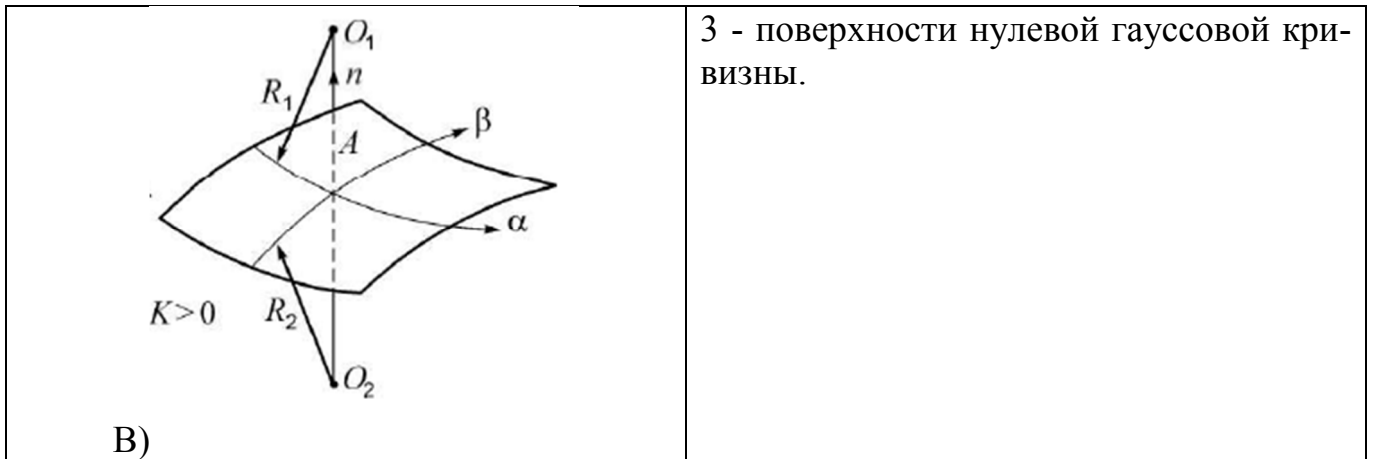 O₁
n
R₁
β
A
α
K>0
R₂
O₂
В)
3 - поверхности нулевой гауссовой кри-
визны.